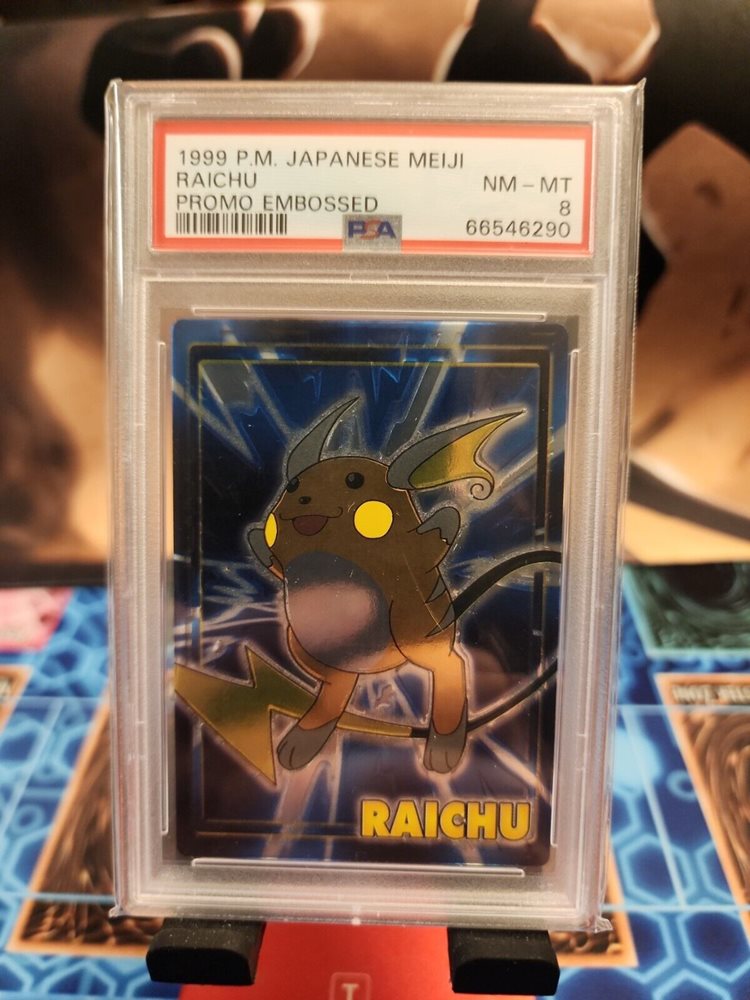 1999 P.M. JAPANESE MEIJI
RAICHU NM - MT
PROMO EMBOSSED 8
PSA 66546290
RAICHU